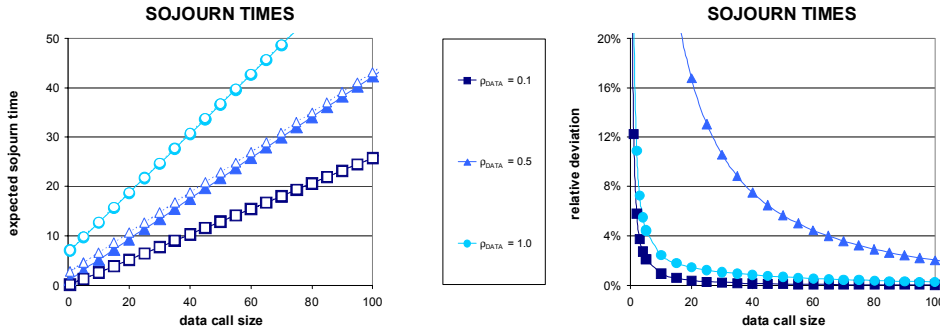 SOJOURN TIMES
50
40
30
20
10
0
expected sojourn time
0 20 40 60 80 100
data call size
ρDATA = 0.1
ρDATA = 0.5
ρDATA = 1.0
SOJOURN TIMES
20%
16%
12%
8%
4%
0%
relative deviation
0 20 40 60 80 100
data call size